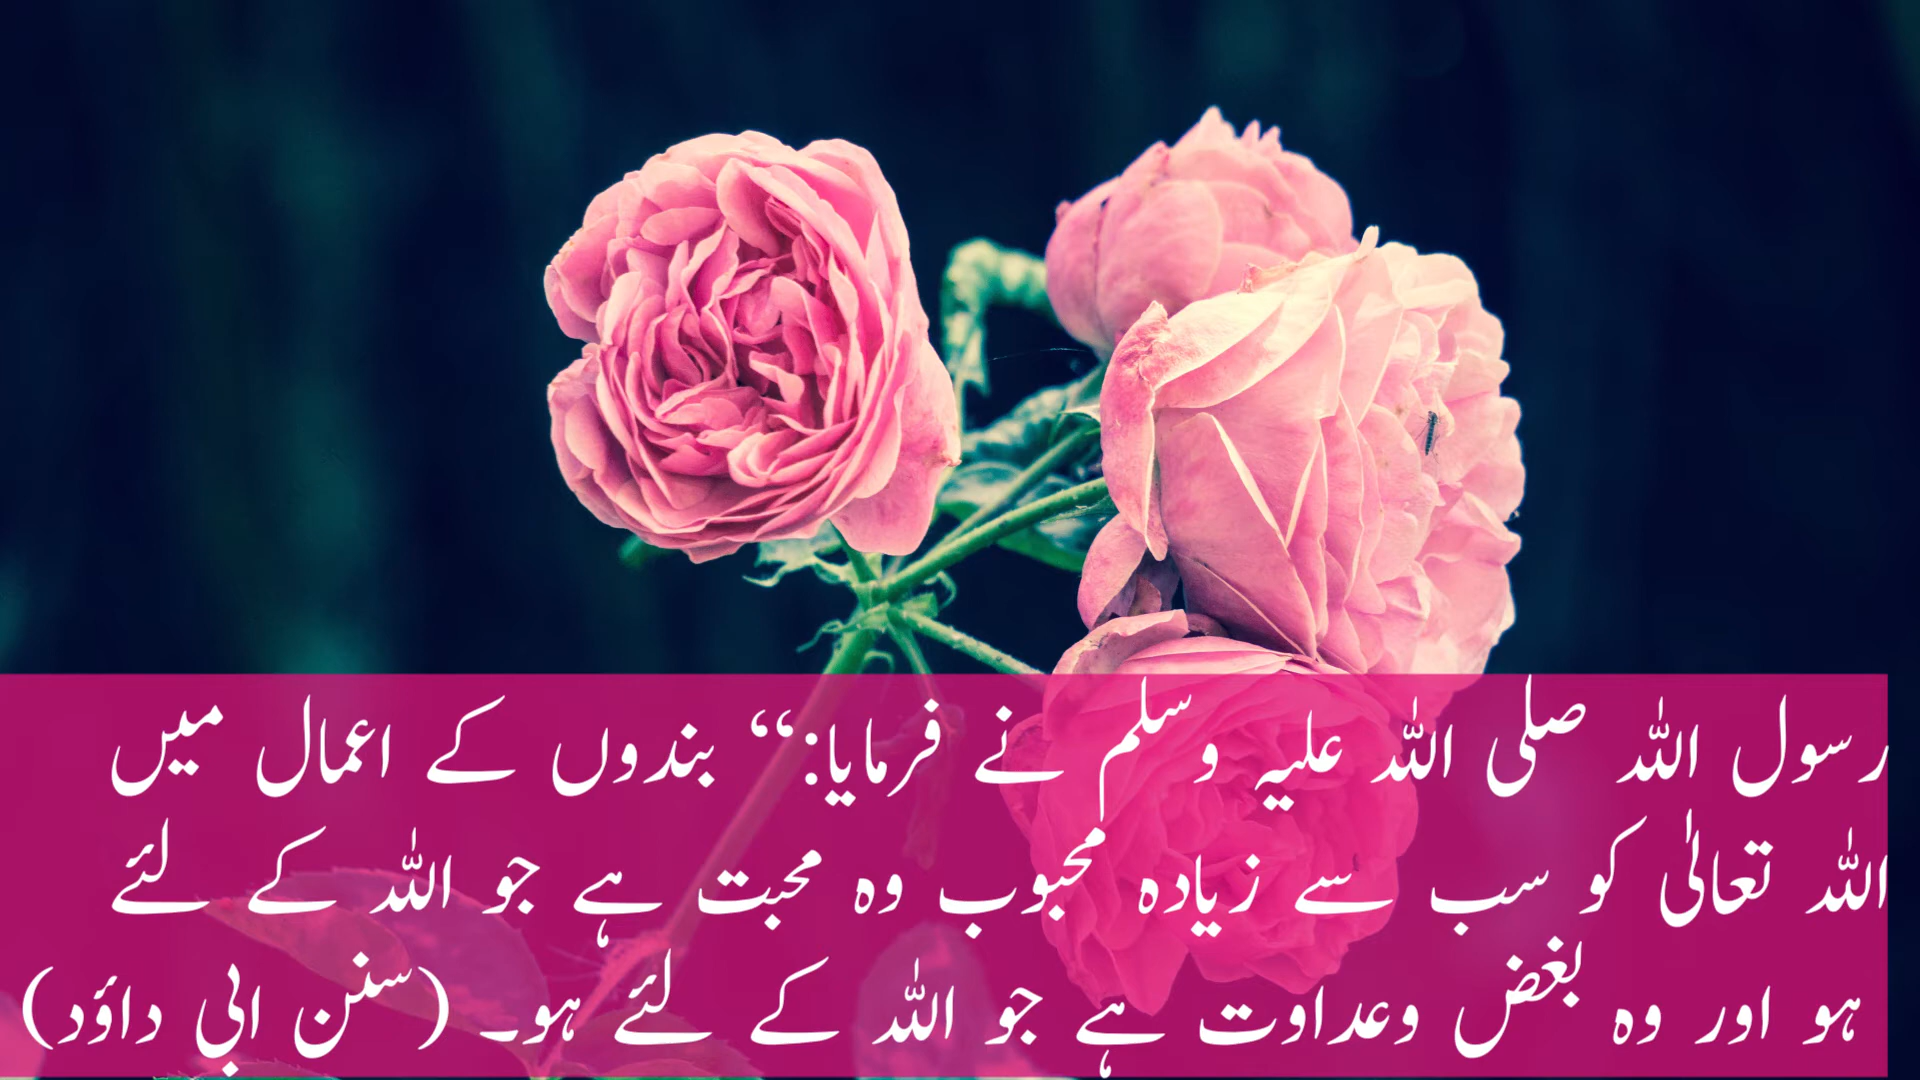 رسول اللہ صلی اللہ علیہ وسلم نے فرمایا:“ بندوں کے اعمال میں
اللہ تعالٰی کو سب سے زیادہ محبوب وہ محبت ہے جو اللہ کے لئے
ہو اور وہ بغض وعداوت ہے جو اللہ کے لئے ہو۔ (سنن ابی داؤد)